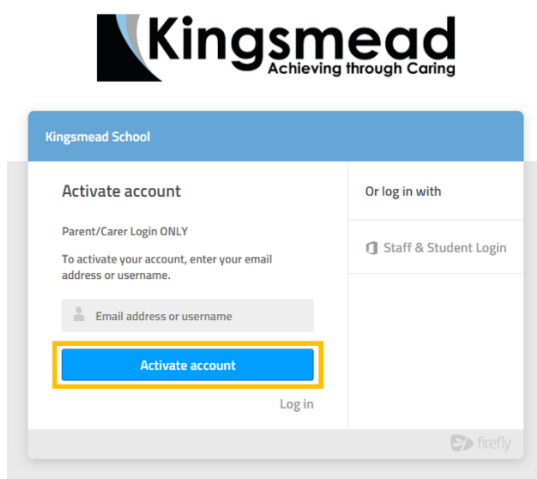 Kingsmead
Achieving through Caring
Kingsmead School
Activate account
Parent/Carer Login ONLY
To activate your account, enter your email
address or username.
Email address or username
Activate account
Log in
Or log in with
Staff & Student Login
firefly